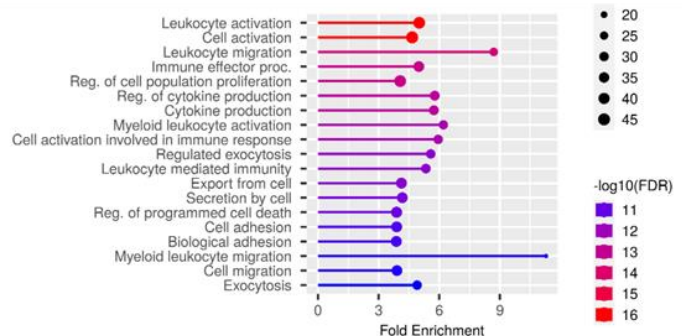 Leukocyte activation
Cell activation
Leukocyte migration
Immune effector proc.
Reg. of cell population proliferation
Reg. of cytokine production
Cytokine production
Myeloid leukocyte activation
Cell activation involved in immune response
Regulated exocytosis
Leukocyte mediated immunity
Export from cell
Secretion by cell
Reg. of programmed cell death
Cell adhesion
Biological adhesion
Myeloid leukocyte migration
Cell migration
Exocytosis
0 3 6 9
Fold Enrichment
20
25
30
35
40
45
-log10(FDR)
11
12
13
14
15
16